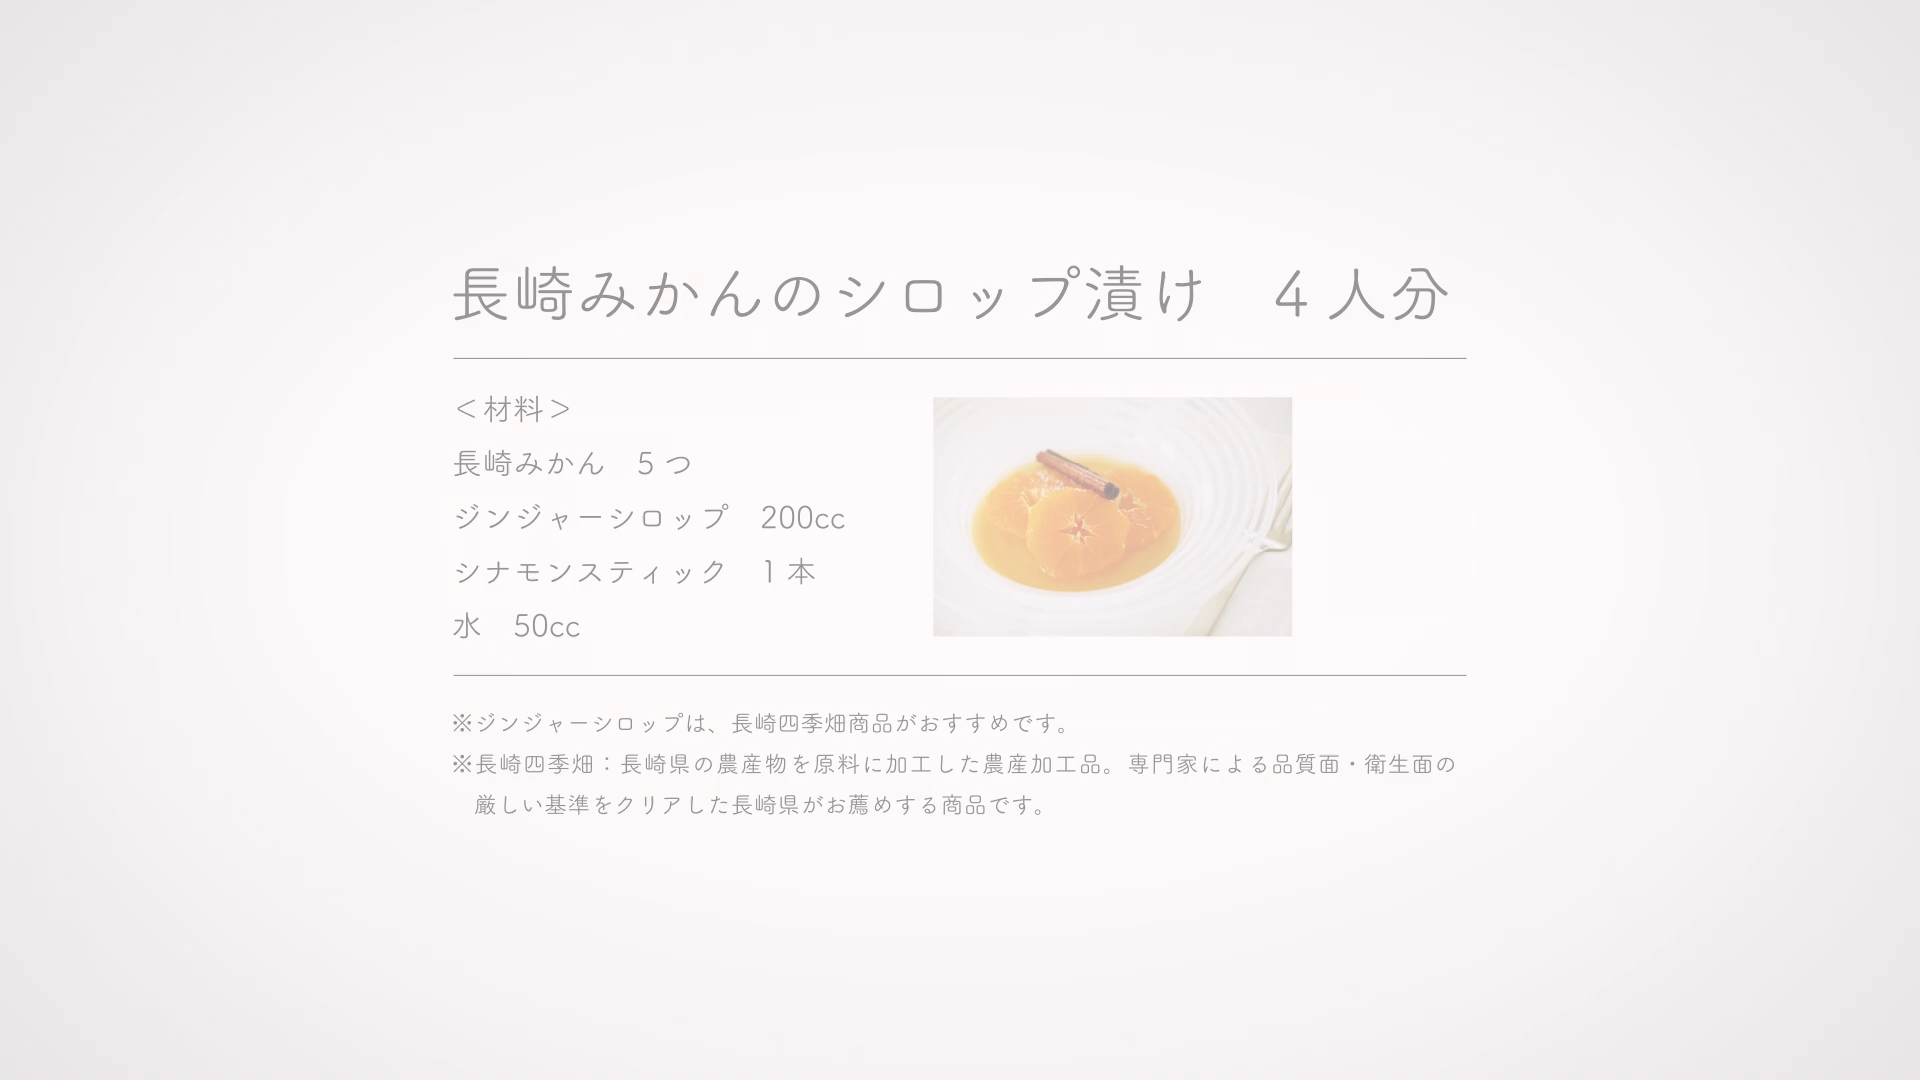 長崎みかんのシロップ漬け　4人分
＜材料＞
長崎みかん　5つ
ジンジャーシロップ　200cc
シナモンスティック　1本
水　50cc
※ジンジャーシロップは、長崎四季畑商品がおすすめです。
※長崎四季畑：長崎県の農産物を原料に加工した農産加工品。専門家による品質面・衛生面の
厳しい基準をクリアした長崎県がお薦めする商品です。